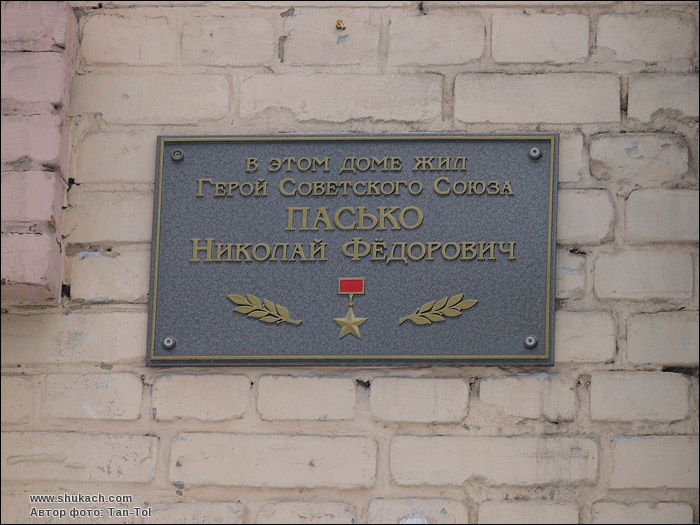 В ЭТОМ ДОМЕ ЖИЛ
ГЕРОЙ СОВЕТСКОГО СОЮЗА
ПАСЬКО
НИКОЛАЙ ФЁДОРОВИЧ
www.shukach.com
Автор фото: Tan-Tol